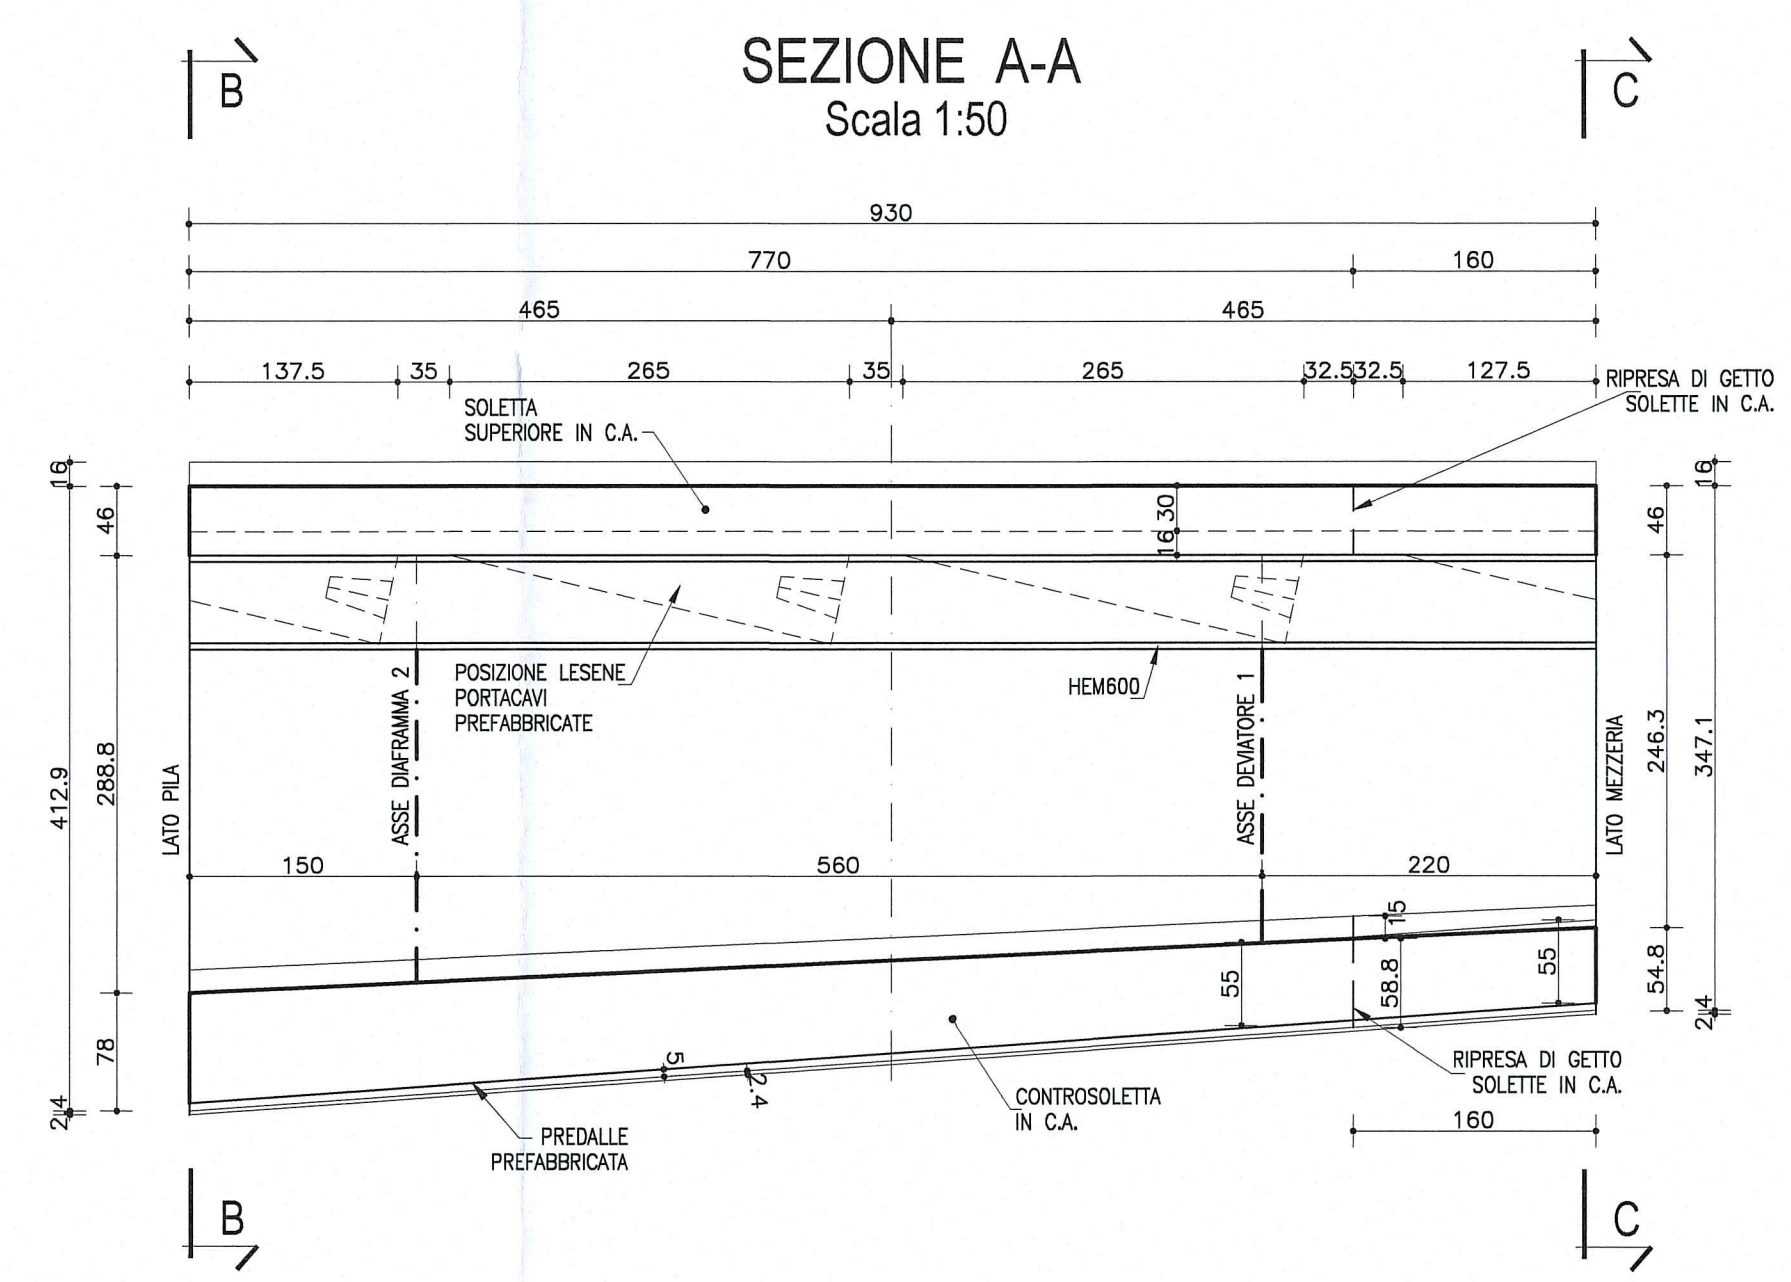 SEZIONE A-A
Scala 1:50
B
C
930
770
160
465
465
137.5
35
265
35
265
32.5
32.5
127.5
RIPRESA DI GETTO
SOLETTE IN C.A.
SOLETTA
SUPERIORE IN C.A.
16
46
30
16
16
46
POSIZIONE LESENE
PORTACAVI
PREFABBRICATE
HEM600
ASSE DIAFRAMMA 2
ASSE DEVIATORE 1
LATO PILA
LATO MEZZERIA
412.9
288.8
246.3
347.1
150
560
220
15
55
58.8
55
54.8
2.4
78
2.4
5
2.4
RIPRESA DI GETTO
SOLETTE IN C.A.
CONTROSOLETTA
IN C.A.
PREDALLE
PREFABBRICATA
160
B
C